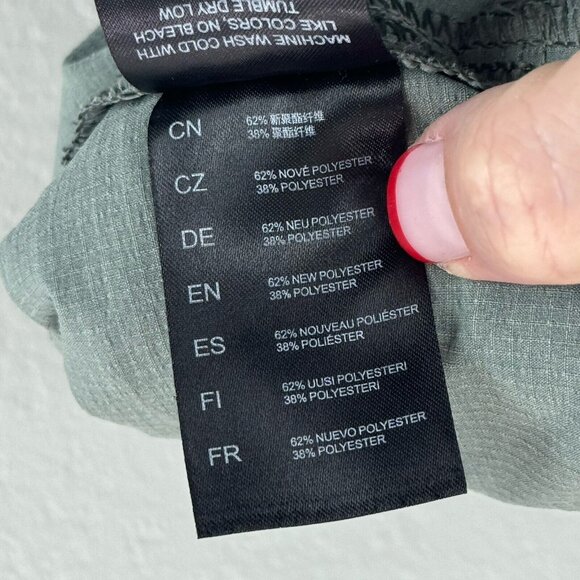 MACHINE WASH COLD WITH
LIKE COLORS, NO BLEACH
TUMBLE DRY LOW
CN 62% 新聚酯纤维
38% 聚酯纤维
CZ 62% NOVÉ POLYESTER
38% POLYESTER
DE 62% NEU POLYESTER
38% POLYESTER
EN 62% NEW POLYESTER
38% POLYESTER
ES 62% NOUVEAU POLIÉSTER
38% POLIÉSTER
FI 62% UUSI POLYESTERI
38% POLYESTERI
FR 62% NUEVO POLYESTER
38% POLYESTER